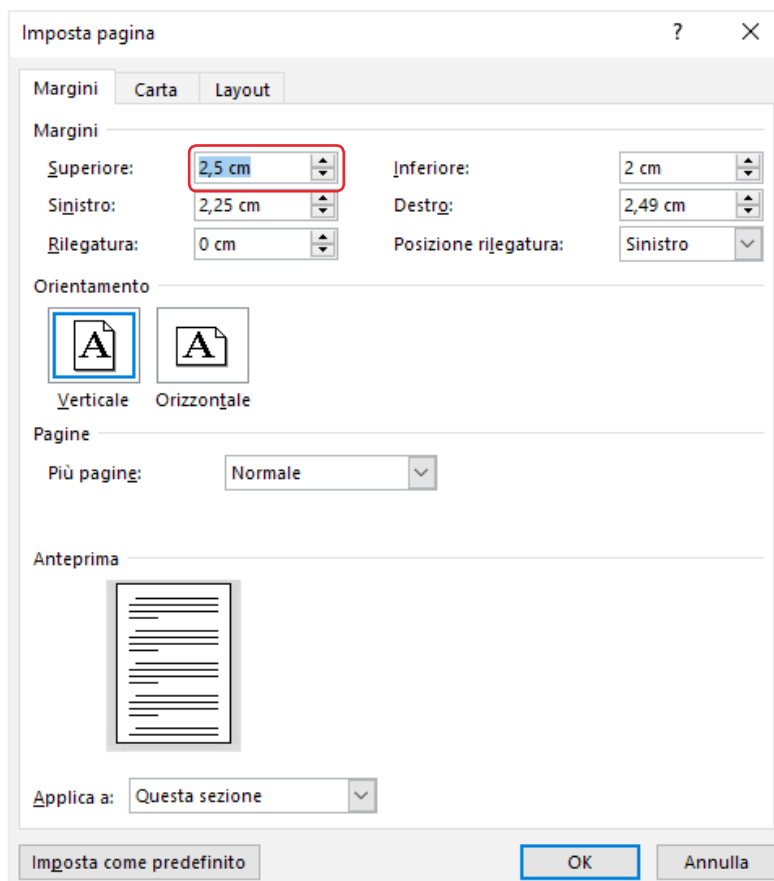 Imposta pagina ? ×
Margini Carta Layout
Margini
Superiore: 2,5 cm Inferiore: 2 cm
Sinistro: 2,25 cm Destro: 2,49 cm
Rilegatura: 0 cm Posizione rilegatura: Sinistro
Orientamento
A A
Verticale Orizzontale
Pagine
Più pagine: Normale
Anteprima
Applica a: Questa sezione
Imposta come predefinito OK Annulla